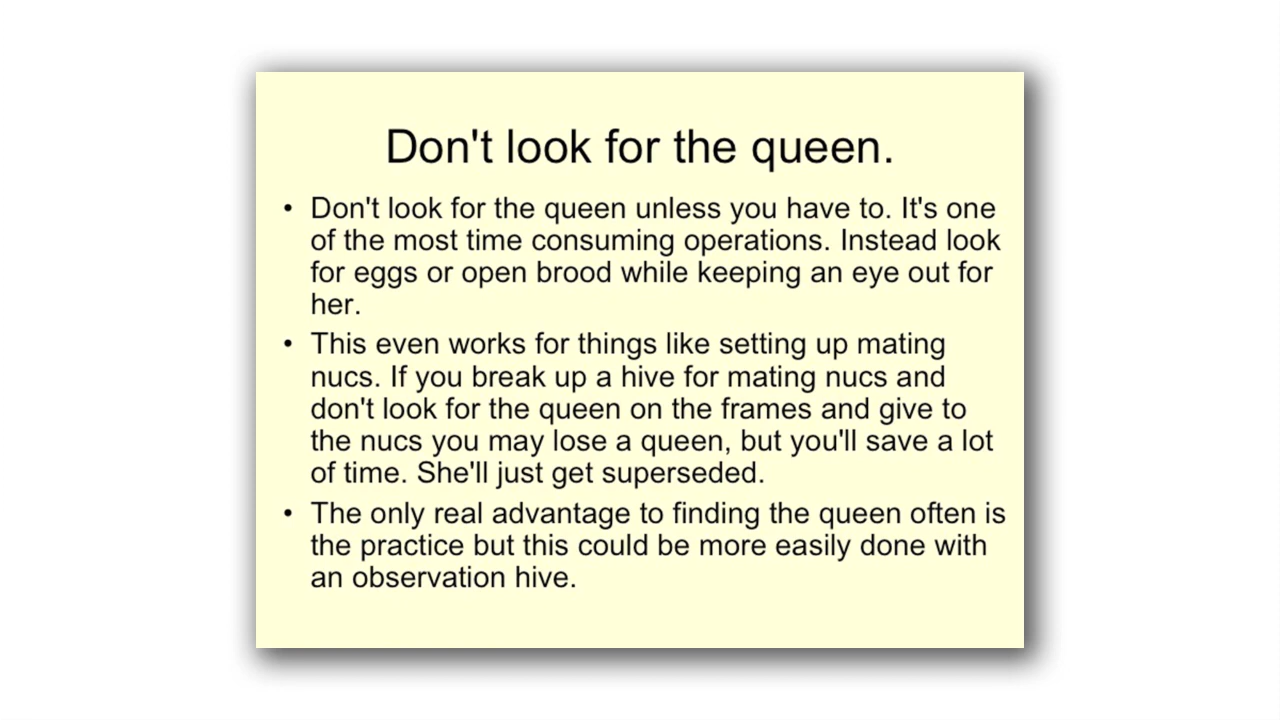 Don't look for the queen.
• Don't look for the queen unless you have to. It's one
of the most time consuming operations. Instead look
for eggs or open brood while keeping an eye out for
her.
• This even works for things like setting up mating
nucs. If you break up a hive for mating nucs and
don't look for the queen on the frames and give to
the nucs you may lose a queen, but you'll save a lot
of time. She'll just get superseded.
• The only real advantage to finding the queen often is
the practice but this could be more easily done with
an observation hive.